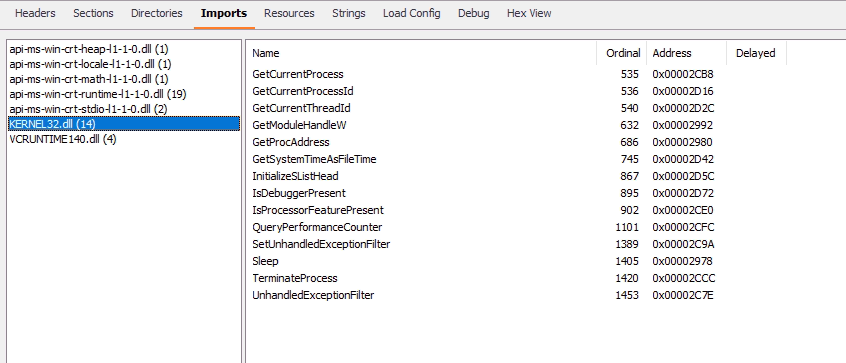 Headers Sections Directories Imports Resources Strings Load Config Debug Hex View
api-ms-win-crt-heap-l1-1-0.dll (1)
api-ms-win-crt-locale-l1-1-0.dll (1)
api-ms-win-crt-math-l1-1-0.dll (1)
api-ms-win-crt-runtime-l1-1-0.dll (19)
api-ms-win-crt-stdio-l1-1-0.dll (2)
KERNEL32.dll (14)
VCRUNTIME140.dll (4)
Name Ordinal Address Delayed
GetCurrentProcess 535 0x00002CB8
GetCurrentProcessId 536 0x00002D16
GetCurrentThreadId 540 0x00002D2C
GetModuleHandleW 632 0x00002992
GetProcAddress 686 0x00002980
GetSystemTimeAsFileTime 745 0x00002D42
InitializeSListHead 867 0x00002D5C
IsDebuggerPresent 895 0x00002D72
IsProcessorFeaturePresent 902 0x00002CE0
QueryPerformanceCounter 1101 0x00002CFC
SetUnhandledExceptionFilter 1389 0x00002C9A
Sleep 1405 0x00002978
TerminateProcess 1420 0x00002CCC
UnhandledExceptionFilter 1453 0x00002C7E